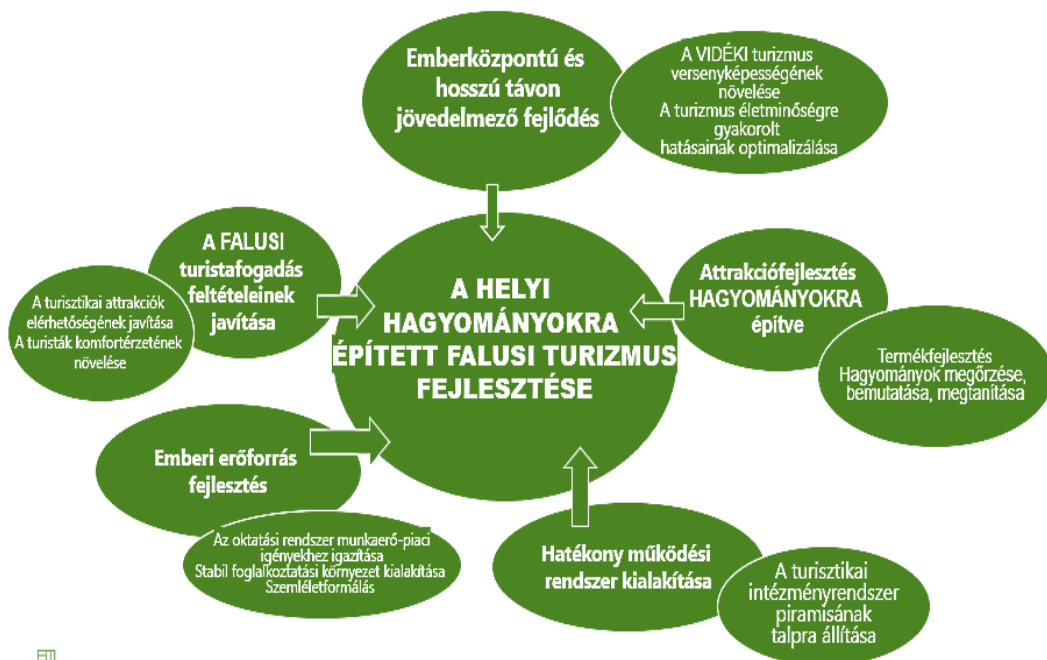 Emberközpontú és
hosszú távon
jövedelmező fejlődés
A VIDÉKI turizmus
versenyképességének
növelése
A turizmus életminőségre
gyakorolt
hatásainak optimalizálása
A FALUSI
turistafogadás
feltételeinek
javítása
A turisztikai attrakciók
elérhetőségének javítása
A turisták komfortérzetének
növelése
A HELYI
HAGYOMÁNYOKRA
ÉPÍTETT FALUSI TURIZMUS
FEJLESZTÉSE
Attrakciófejlesztés
HAGYOMÁNYOKRA
építve
Termékfejlesztés
Hagyományok megőrzése,
bemutatása, megtanítása
Emberi erőforrás
fejlesztés
Az oktatási rendszer munkaerő-piaci
igényekhez igazítása
Stabil foglalkoztatási környezet kialakítása
Szemléletformálás
Hatékony működési
rendszer kialakítása
A turisztikai
intézményrendszer
piramisának
talpra állítása